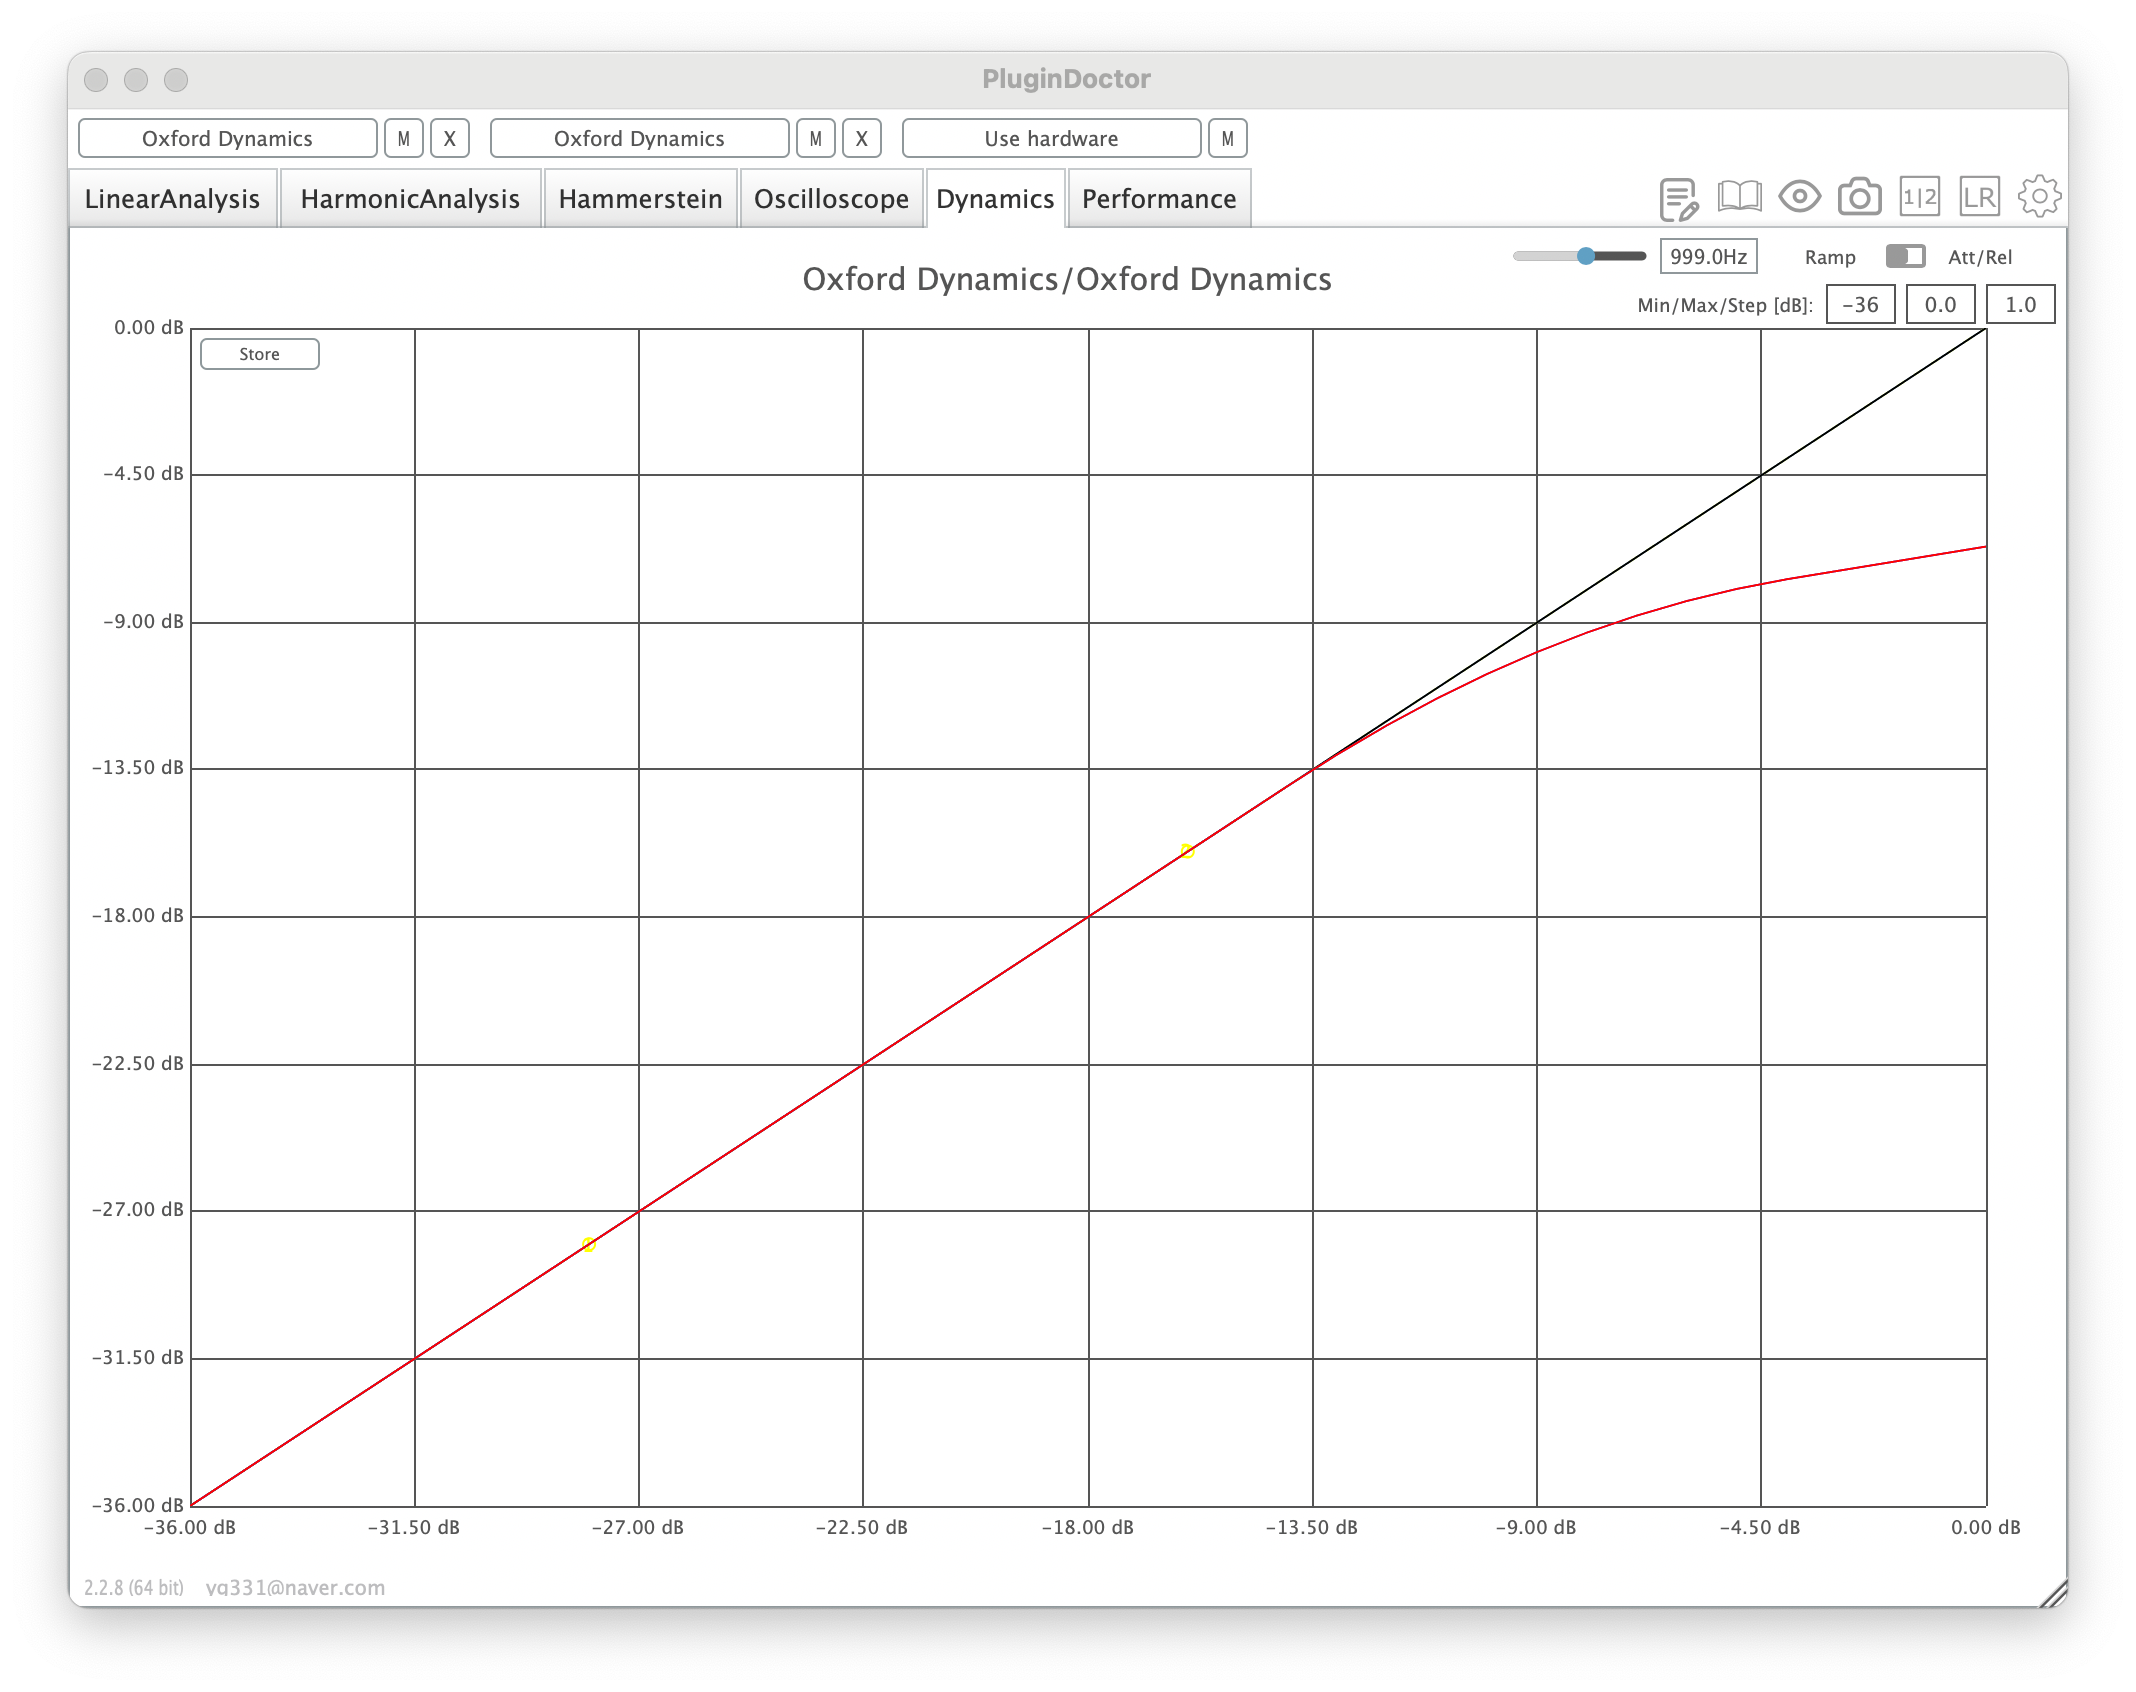 PluginDoctor
Oxford Dynamics M X Oxford Dynamics M X Use hardware M
LinearAnalysis HarmonicAnalysis Hammerstein Oscilloscope Dynamics Performance 1|2 LR
999.0Hz Ramp Att/Rel
Oxford Dynamics/Oxford Dynamics
Min/Max/Step [dB]: -36 0.0 1.0
0.00 dB
Store
-4.50 dB
-9.00 dB
-13.50 dB
-18.00 dB
-22.50 dB
-27.00 dB
-31.50 dB
-36.00 dB
-36.00 dB -31.50 dB -27.00 dB -22.50 dB -18.00 dB -13.50 dB -9.00 dB -4.50 dB 0.00 dB
2.2.8 (64 bit) yq331@naver.com